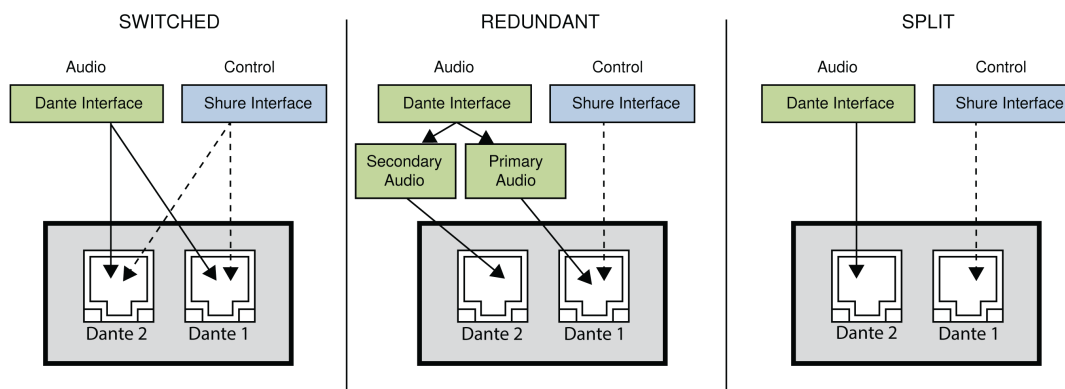 SWITCHED
Audio
Control
Dante Interface
Shure Interface
Dante 2
Dante 1
REDUNDANT
Audio
Control
Dante Interface
Shure Interface
Secondary
Audio
Primary
Audio
Dante 2
Dante 1
SPLIT
Audio
Control
Dante Interface
Shure Interface
Dante 2
Dante 1